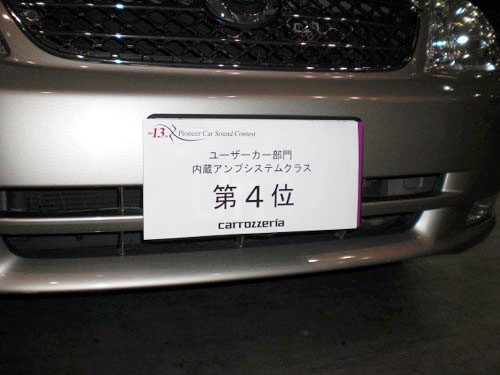 The 13th Pioneer Car Sound Contest
ユーザーカー部門
内蔵アンプシステムクラス
第4位
carrozzeria